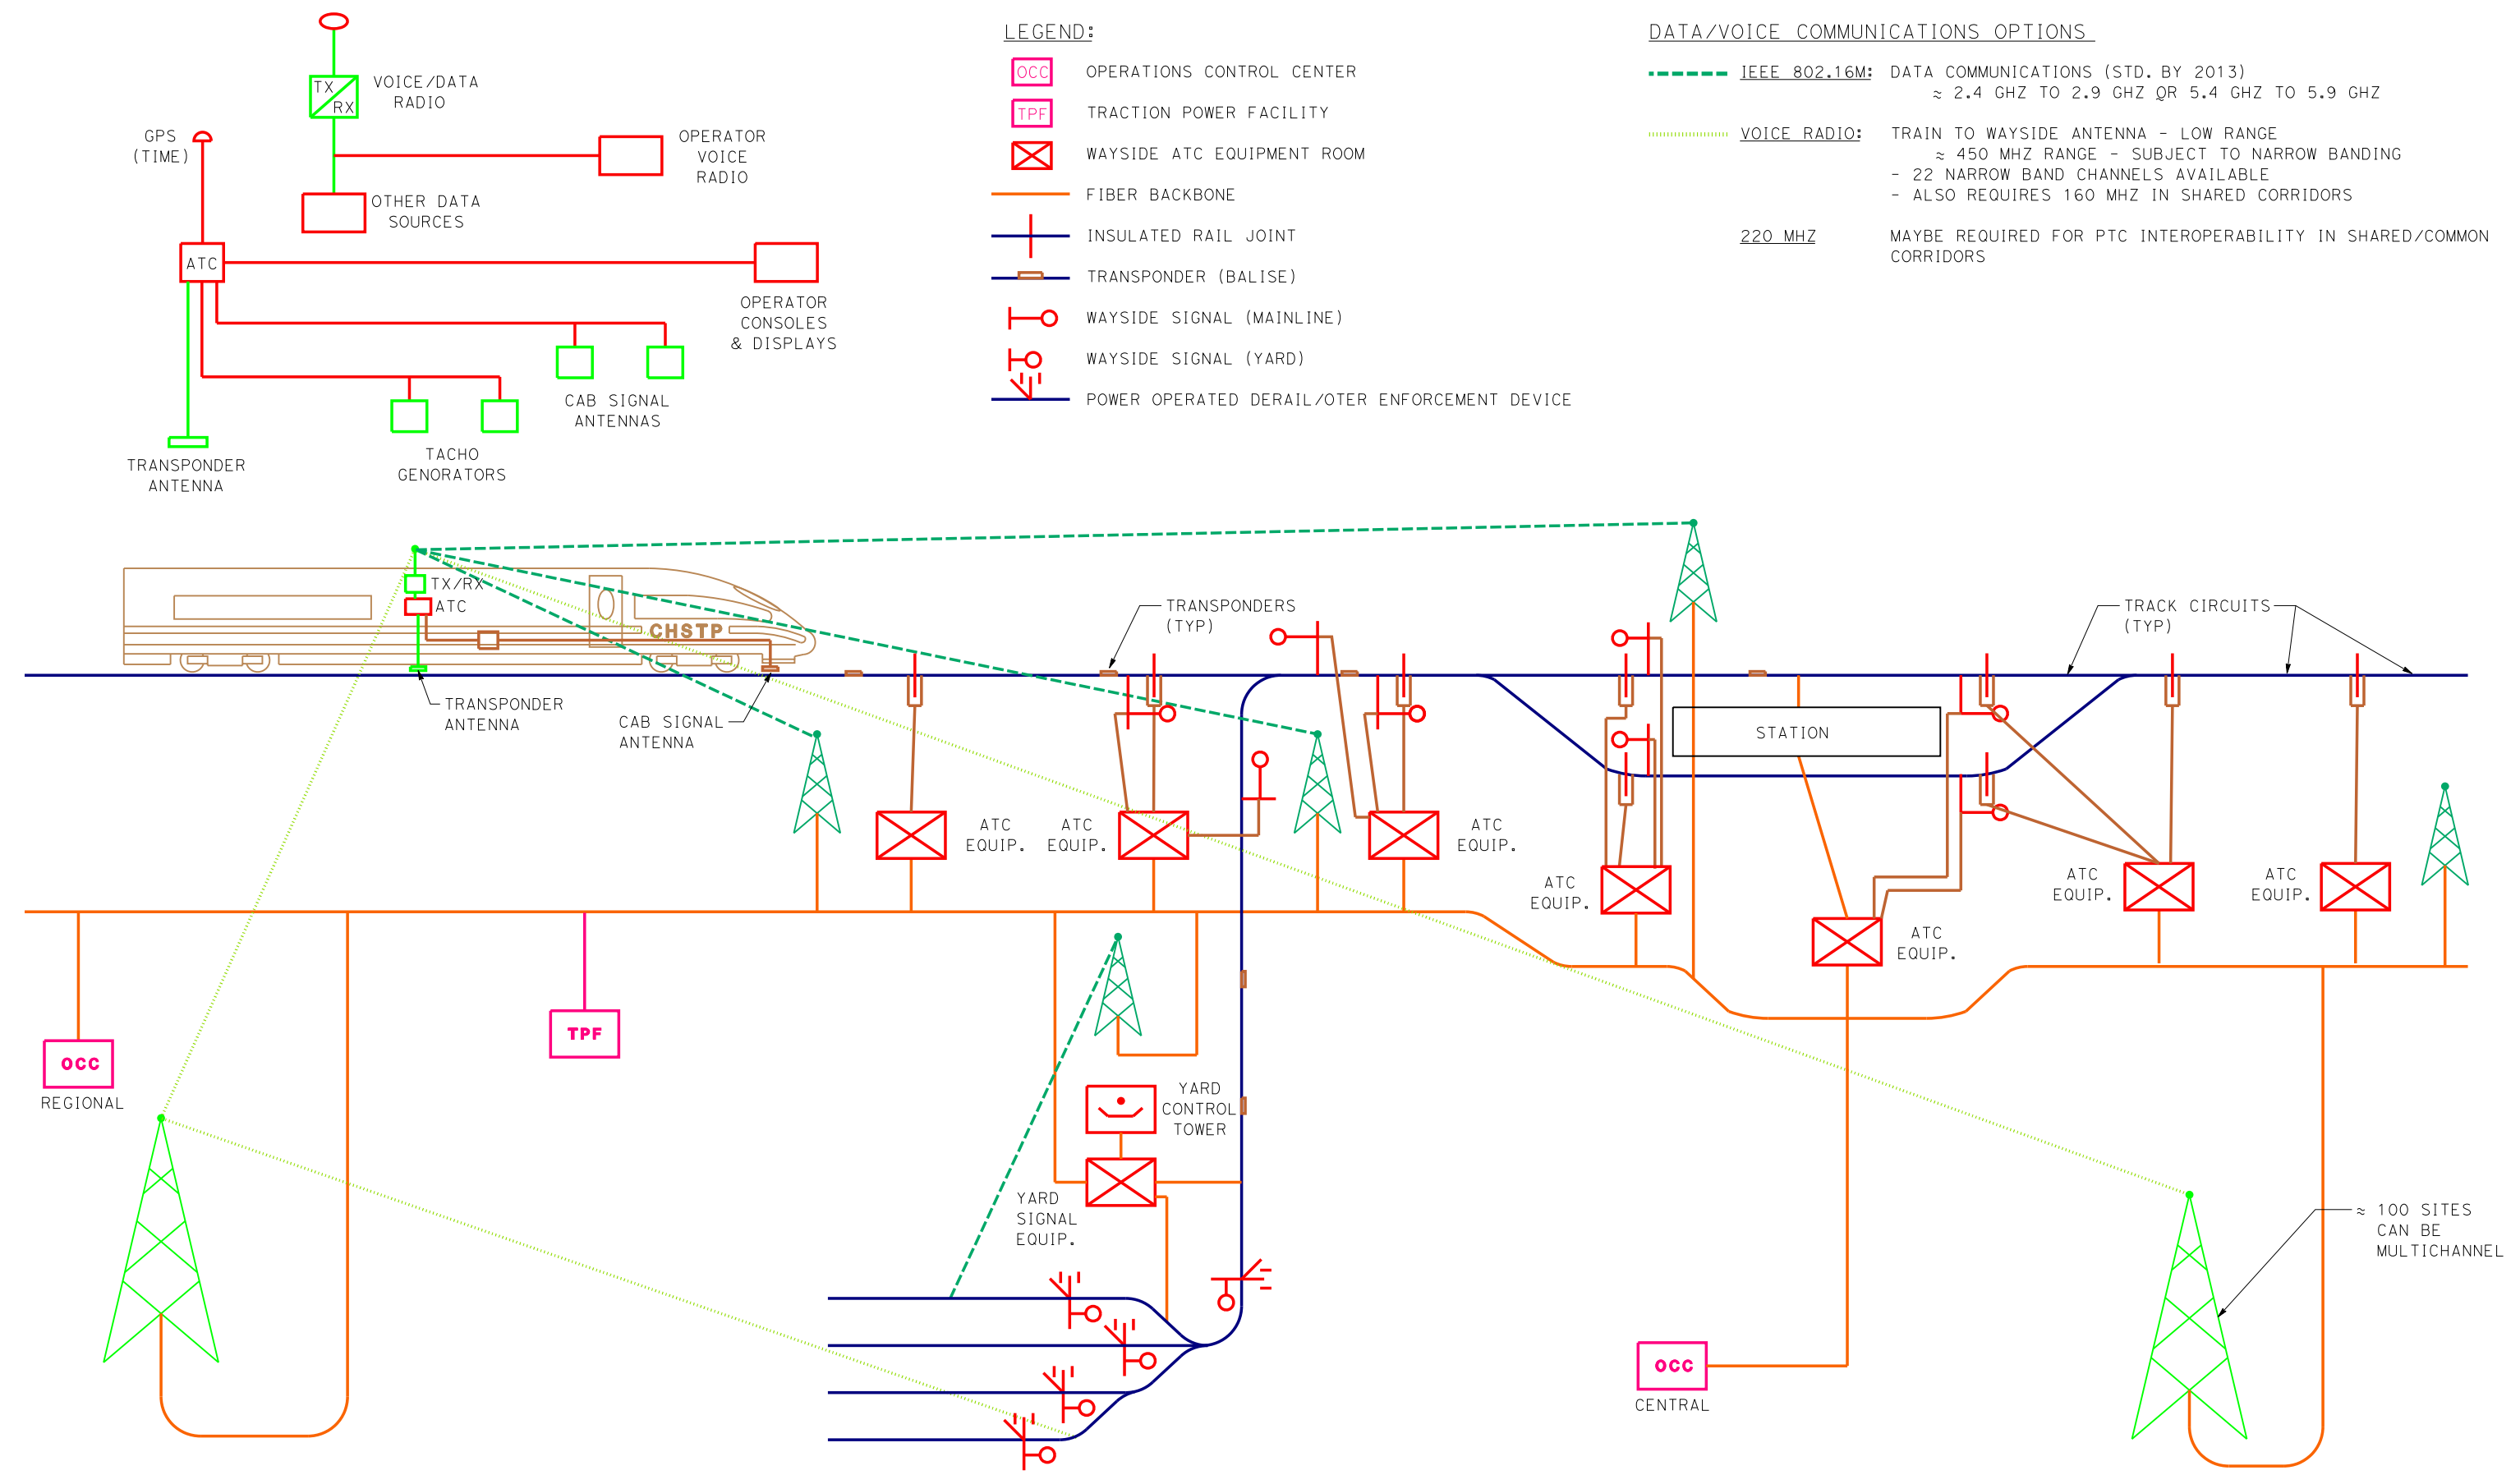 TX
RX
VOICE/DATA
RADIO
GPS
(TIME)
OPERATOR
VOICE
RADIO
OTHER DATA
SOURCES
ATC
OPERATOR
CONSOLES
& DISPLAYS
CAB SIGNAL
ANTENNAS
TACHO
GENORATORS
TRANSPONDER
ANTENNA
LEGEND:
OCC OPERATIONS CONTROL CENTER
TPF TRACTION POWER FACILITY
WAYSIDE ATC EQUIPMENT ROOM
FIBER BACKBONE
INSULATED RAIL JOINT
TRANSPONDER (BALISE)
WAYSIDE SIGNAL (MAINLINE)
WAYSIDE SIGNAL (YARD)
POWER OPERATED DERAIL/OTER ENFORCEMENT DEVICE
DATA/VOICE COMMUNICATIONS OPTIONS
IEEE 802.16M: DATA COMMUNICATIONS (STD. BY 2013)
≈ 2.4 GHZ TO 2.9 GHZ OR 5.4 GHZ TO 5.9 GHZ
VOICE RADIO: TRAIN TO WAYSIDE ANTENNA - LOW RANGE
≈ 450 MHZ RANGE - SUBJECT TO NARROW BANDING
- 22 NARROW BAND CHANNELS AVAILABLE
- ALSO REQUIRES 160 MHZ IN SHARED CORRIDORS
220 MHZ MAYBE REQUIRED FOR PTC INTEROPERABILITY IN SHARED/COMMON
CORRIDORS
TX/RX
ATC
CHSTP
TRANSPONDERS
(TYP)
TRACK CIRCUITS
(TYP)
TRANSPONDER
ANTENNA
CAB SIGNAL
ANTENNA
STATION
ATC
EQUIP.
ATC
EQUIP.
ATC
EQUIP.
ATC
EQUIP.
ATC
EQUIP.
ATC
EQUIP.
ATC
EQUIP.
OCC
REGIONAL
TPF
YARD
CONTROL
TOWER
YARD
SIGNAL
EQUIP.
≈ 100 SITES
CAN BE
MULTICHANNEL
OCC
CENTRAL